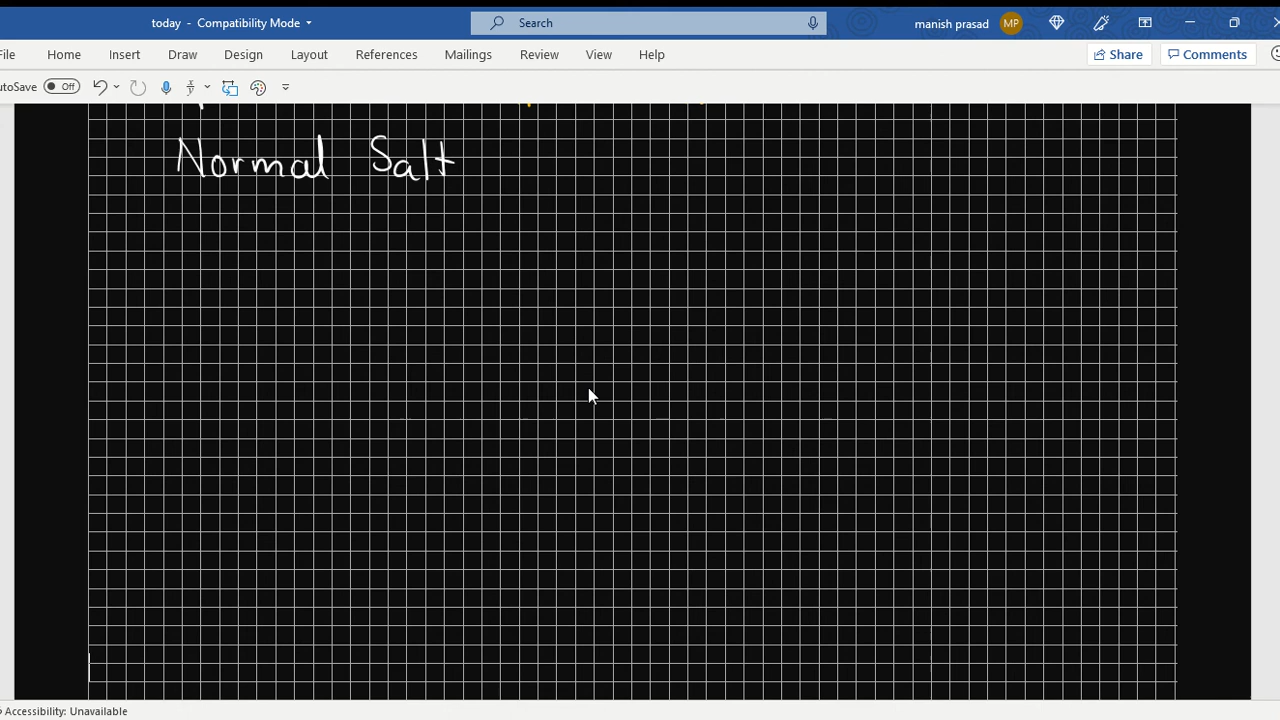 today - Compatibility Mode
Search
manish prasad MP
File Home Insert Draw Design Layout References Mailings Review View Help Share Comments
AutoSave Off
Normal Salt
Accessibility: Unavailable